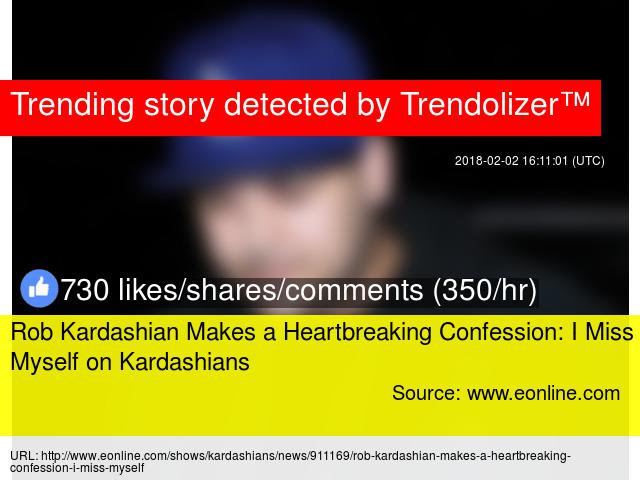 Trending story detected by Trendolizer™
2018-02-02 16:11:01 (UTC)
730 likes/shares/comments (350/hr)
Rob Kardashian Makes a Heartbreaking Confession: I Miss
Myself on Kardashians
Source: www.eonline.com
URL: http://www.eonline.com/shows/kardashians/news/911169/rob-kardashian-makes-a-heartbreaking-
confession-i-miss-myself